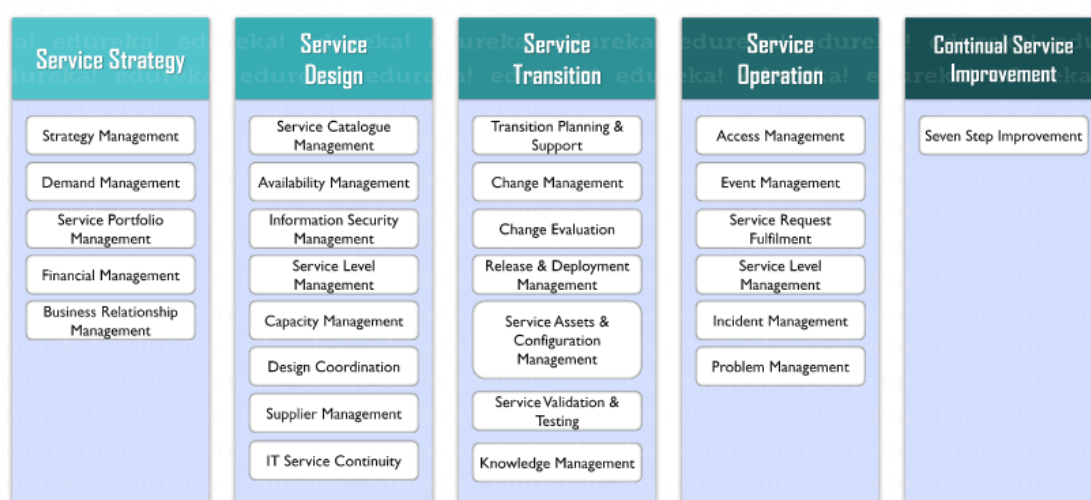 Service Strategy
Strategy Management
Demand Management
Service Portfolio
Management
Financial Management
Business Relationship
Management
Service
Design
Service Catalogue
Management
Availability Management
Information Security
Management
Service Level
Management
Capacity Management
Design Coordination
Supplier Management
IT Service Continuity
Service
Transition
Transition Planning &
Support
Change Management
Change Evaluation
Release & Deployment
Management
Service Assets &
Configuration
Management
Service Validation &
Testing
Knowledge Management
Service
Operation
Access Management
Event Management
Service Request
Fulfilment
Service Level
Management
Incident Management
Problem Management
Continual Service
Improvement
Seven Step Improvement